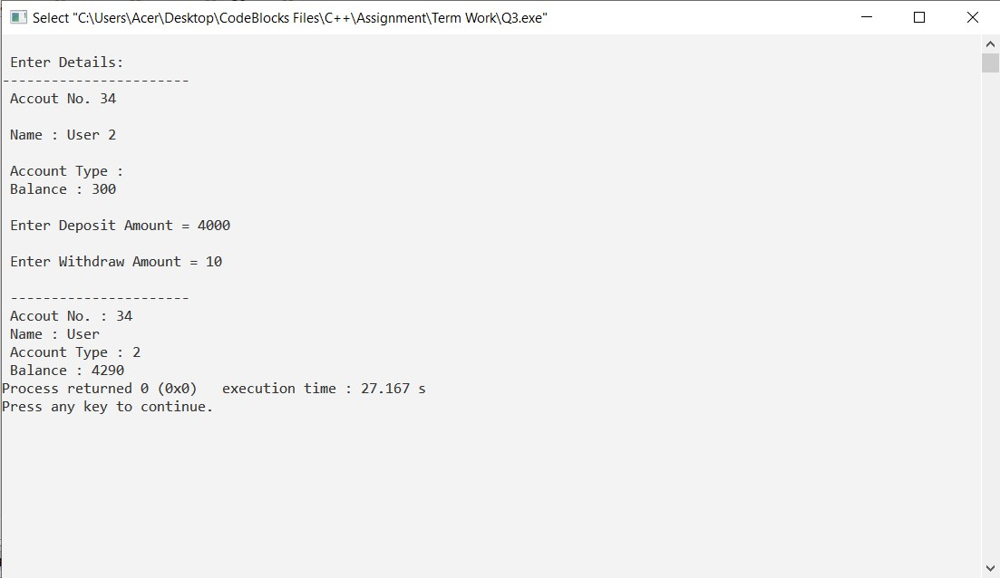 Select "C:\Users\Acer\Desktop\CodeBlocks Files\C++\Assignment\Term Work\Q3.exe"
Enter Details:
-----------------------
Accout No. 34
Name : User 2
Account Type :
Balance : 300
Enter Deposit Amount = 4000
Enter Withdraw Amount = 10
----------------------
Accout No. : 34
Name : User
Account Type : 2
Balance : 4290
Process returned 0 (0x0)   execution time : 27.167 s
Press any key to continue.